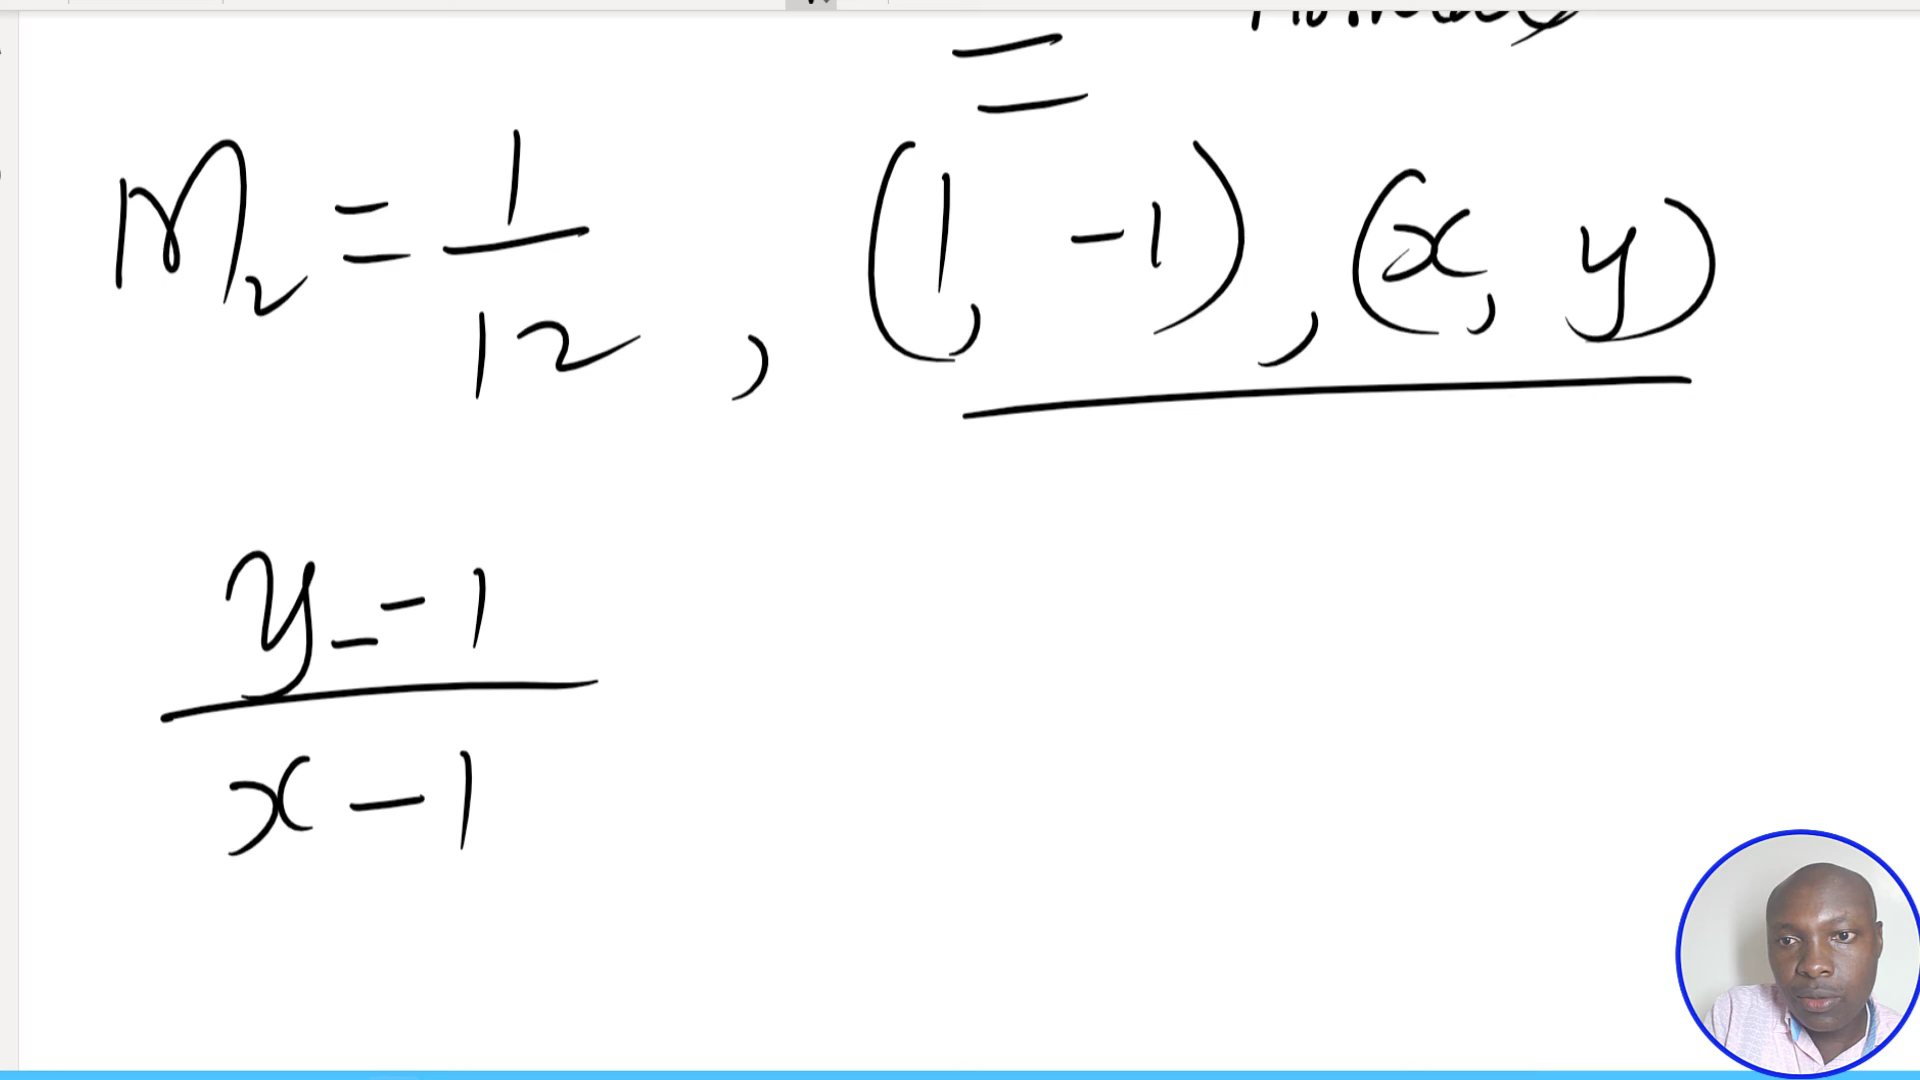 =
M₂ = 1/12 , (1, -1) , (x, y)
y - -1
x - 1